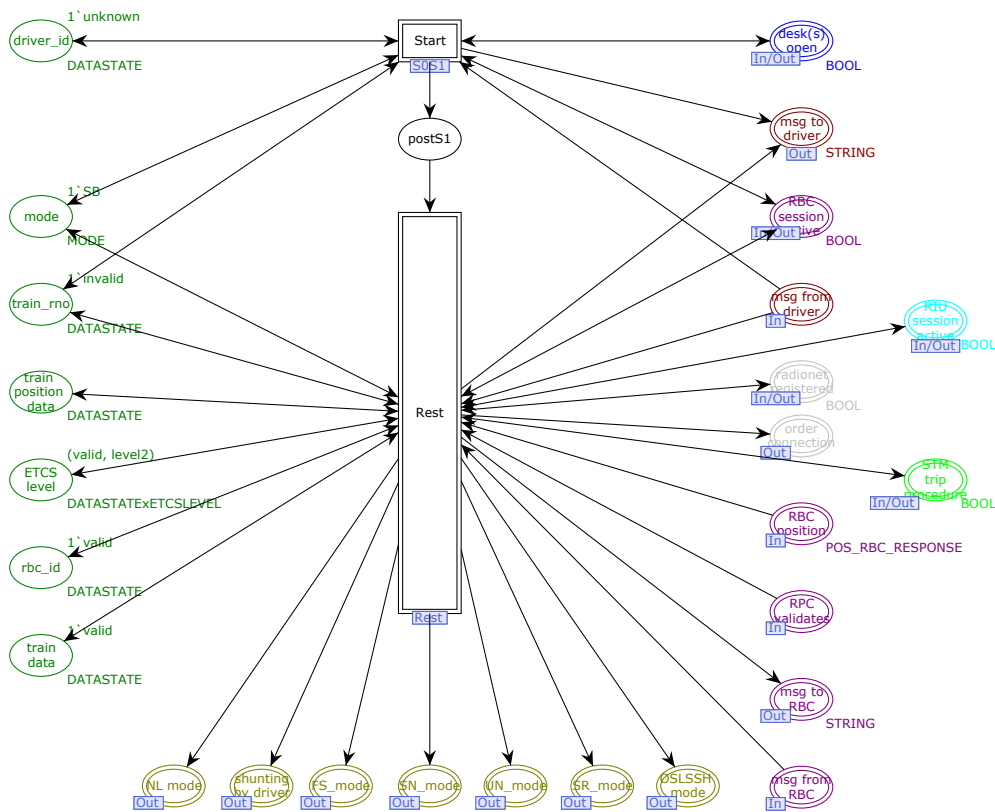 1`unknown
driver_id
DATASTATE
Start
S0S1
desk(s)
open
In/Out
BOOL
postS1
msg to
driver
Out
STRING
1`SB
mode
MODE
RBC
session
active
In/Out
BOOL
1`invalid
train_rno
DATASTATE
msg from
driver
In
RIU
session
active
In/Out
BOOL
train
position
data
DATASTATE
radionet
registered
In/Out
BOOL
Rest
order
connection
Out
(valid, level2)
ETCS
level
DATASTATExETCSLEVEL
STM
trip
procedure
In/Out
BOOL
RBC
position
In
POS_RBC_RESPONSE
1`valid
rbc_id
DATASTATE
RPC
validates
In
Rest
1`valid
train
data
DATASTATE
msg to
RBC
Out
STRING
NL mode
Out
shunting
by driver
Out
FS_mode
Out
SN_mode
Out
UN_mode
Out
SR_mode
Out
OSLSSH
mode
Out
msg from
RBC
In